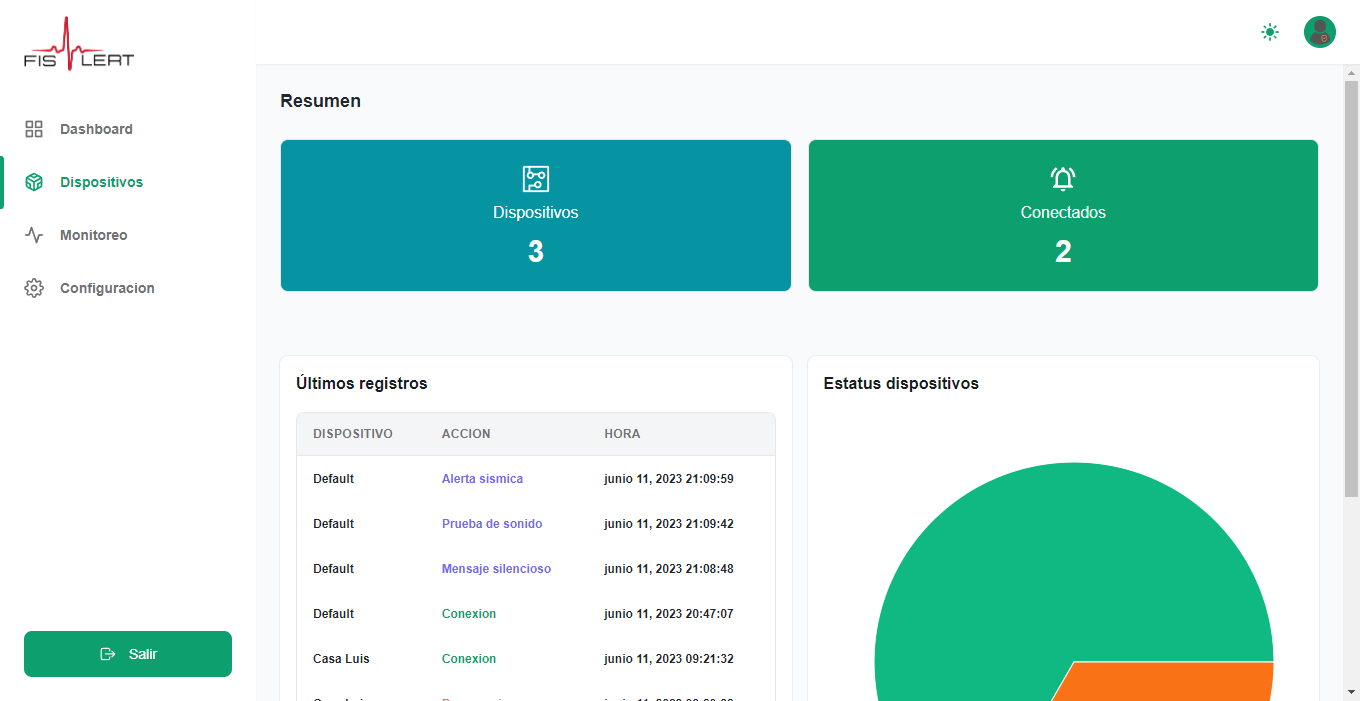 FIS LERT
Dashboard
Dispositivos
Monitoreo
Configuracion
Salir
Resumen
Dispositivos
3
Conectados
2
Últimos registros
DISPOSITIVO ACCION HORA
Default Alerta sismica junio 11, 2023 21:09:59
Default Prueba de sonido junio 11, 2023 21:09:42
Default Mensaje silencioso junio 11, 2023 21:08:48
Default Conexion junio 11, 2023 20:47:07
Casa Luis Conexion junio 11, 2023 09:21:32
Estatus dispositivos